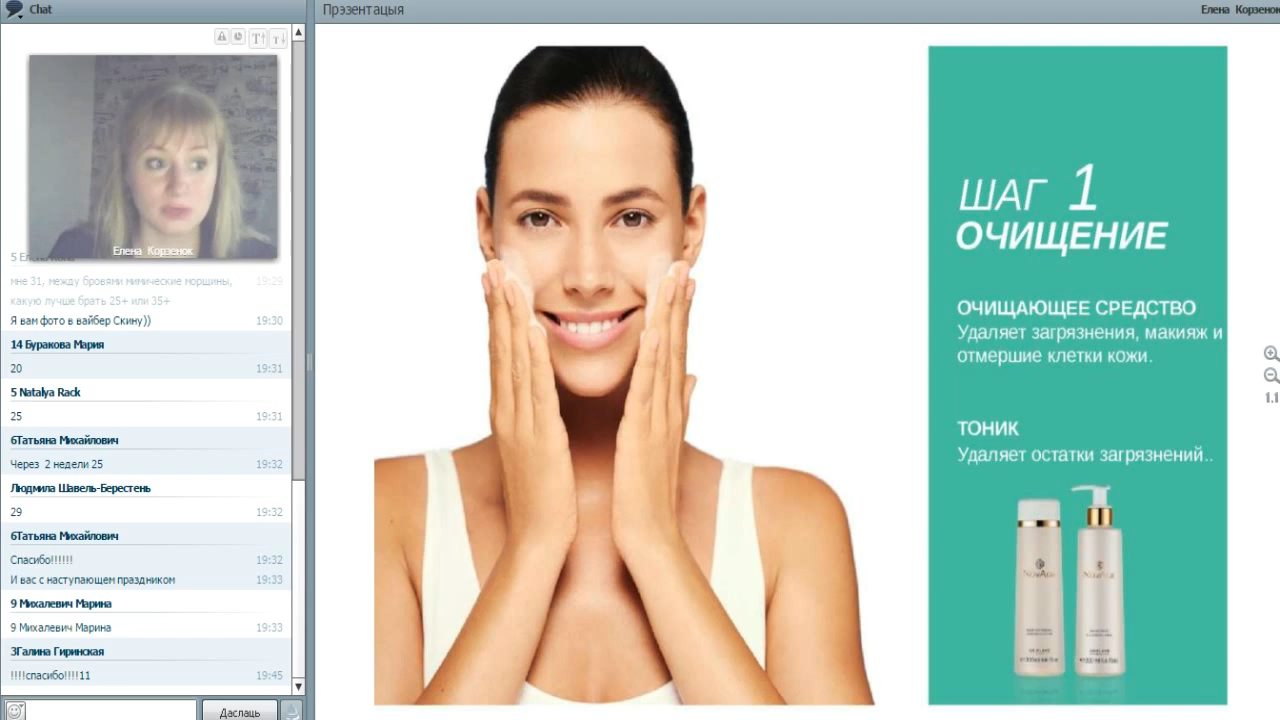 Chat
Прэзентацыя
Елена Корзенок
Елена Корзенок
мне 31, между бровями мимические морщины, 19:29
какую лучше брать 25+ или 35+
Я вам фото в вайбер Скину)) 19:30
14 Буракова Мария
20 19:31
5 Natalya Rack
25 19:31
6Татьяна Михайлович
Через 2 недели 25 19:32
Людмила Шавель-Берестень
29 19:32
6Татьяна Михайлович
Спасибо!!!!!! 19:32
И вас с наступающем праздником 19:33
9 Михалевич Марина
9 Михалевич Марина 19:33
3Галина Гиринская
!!!!спасибо!!!!11 19:45
Даслаць
ШАГ 1
ОЧИЩЕНИЕ
ОЧИЩАЮЩЕЕ СРЕДСТВО
Удаляет загрязнения, макияж и
отмершие клетки кожи.
ТОНИК
Удаляет остатки загрязнений..
NovAge
NovAge
1.1